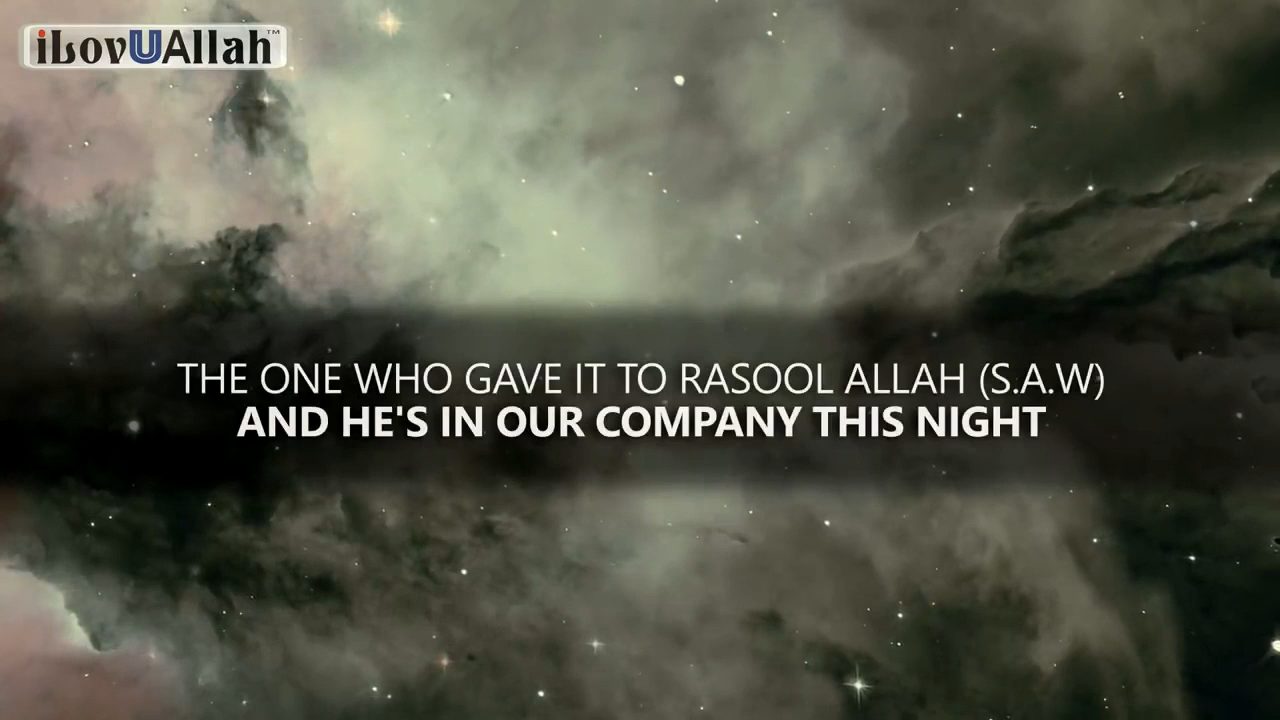 iLovUAllah™
THE ONE WHO GAVE IT TO RASOOL ALLAH (S.A.W)
AND HE'S IN OUR COMPANY THIS NIGHT